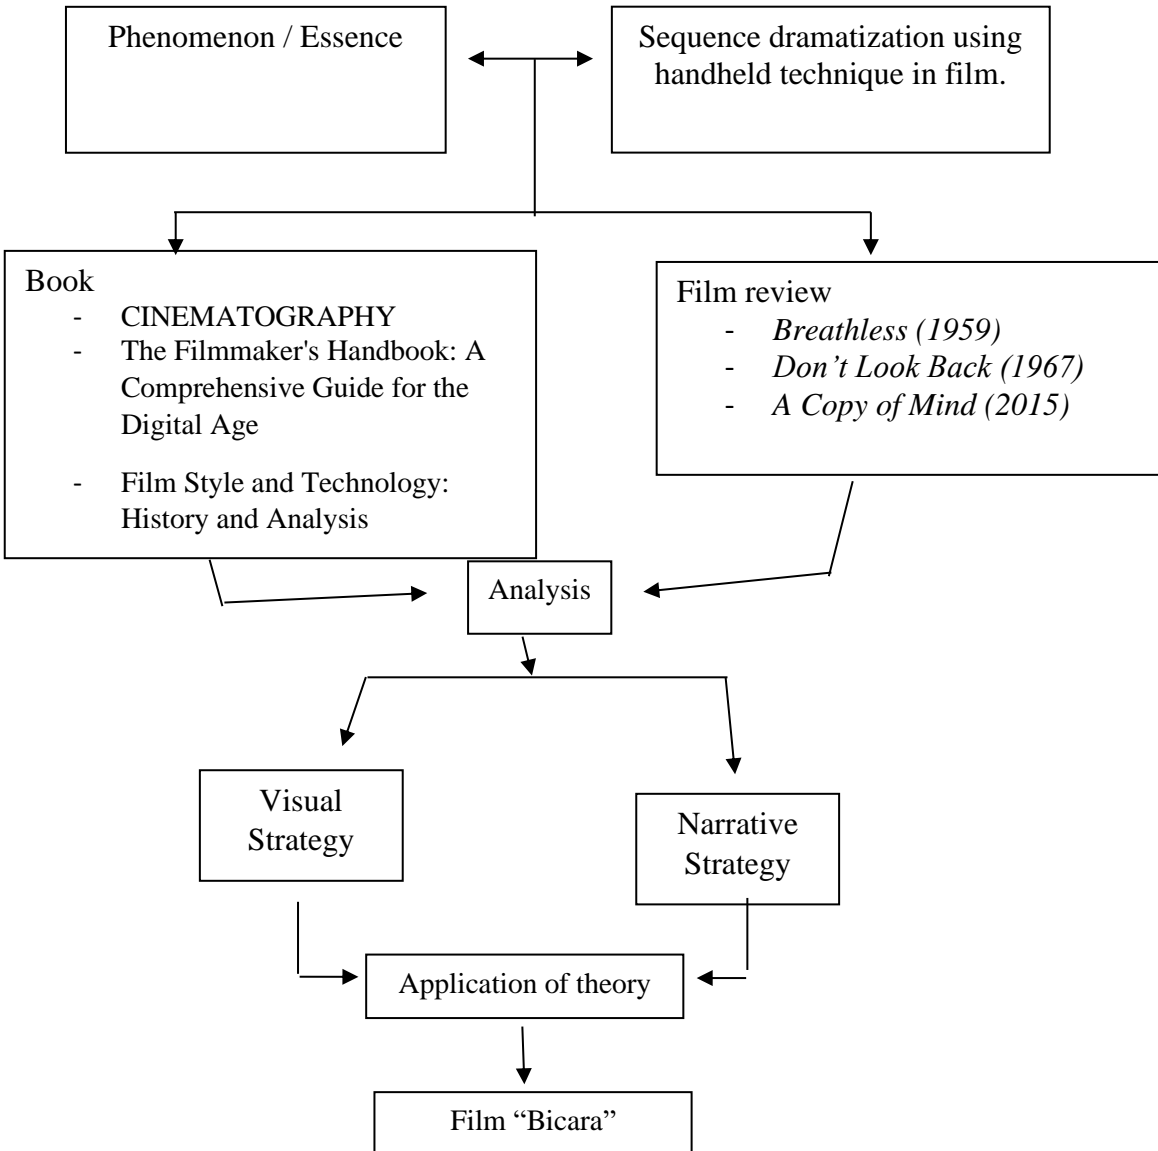 Phenomenon / Essence
Sequence dramatization using
handheld technique in film.
Book
- CINEMATOGRAPHY
- The Filmmaker's Handbook: A
Comprehensive Guide for the
Digital Age
- Film Style and Technology:
History and Analysis
Film review
- Breathless (1959)
- Don’t Look Back (1967)
- A Copy of Mind (2015)
Analysis
Visual
Strategy
Narrative
Strategy
Application of theory
Film “Bicara”